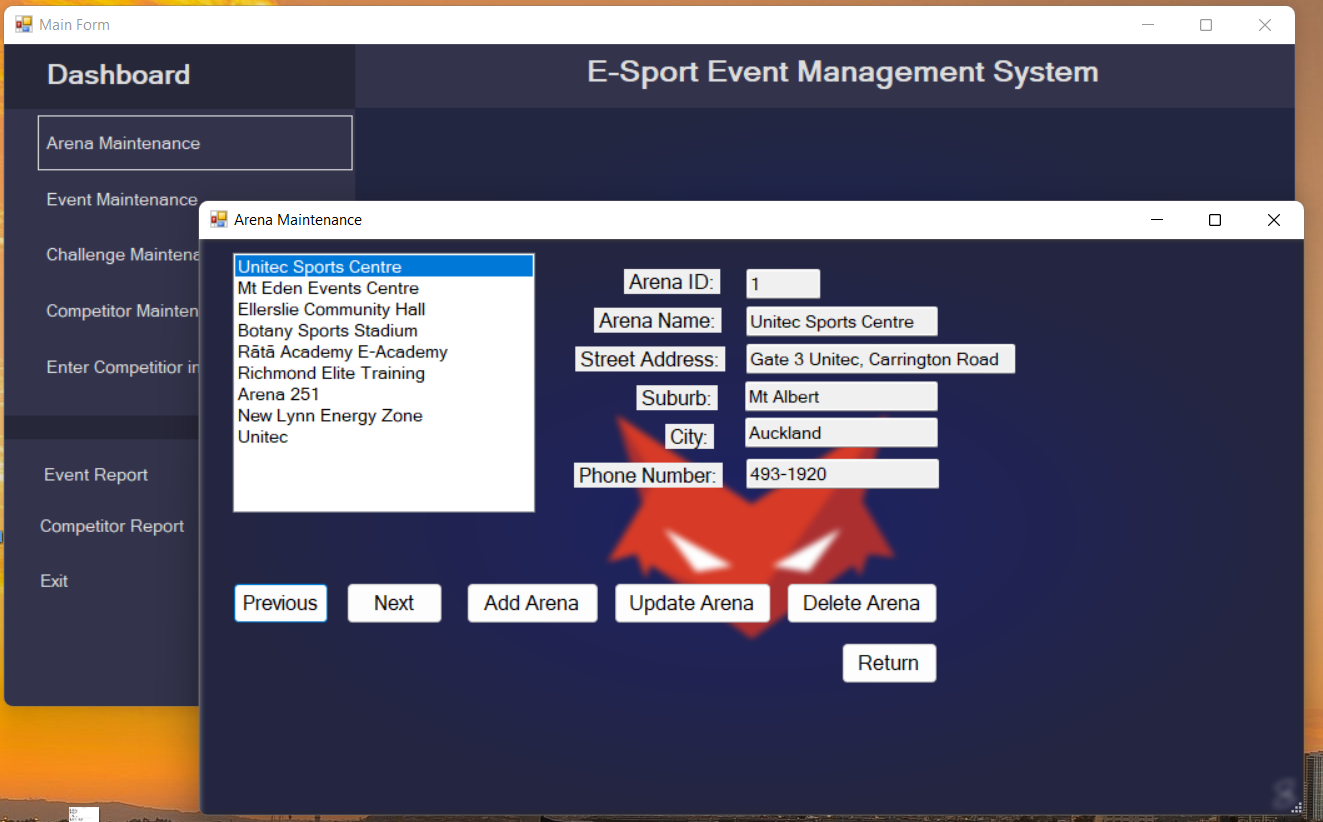 Main Form
Dashboard
E-Sport Event Management System
Arena Maintenance
Event Maintenance
Challenge Maintena
Competitor Mainten
Enter Competitior in
Event Report
Competitor Report
Exit
Arena Maintenance
Unitec Sports Centre
Mt Eden Events Centre
Ellerslie Community Hall
Botany Sports Stadium
Rātā Academy E-Academy
Richmond Elite Training
Arena 251
New Lynn Energy Zone
Unitec
Arena ID: 1
Arena Name: Unitec Sports Centre
Street Address: Gate 3 Unitec, Carrington Road
Suburb: Mt Albert
City: Auckland
Phone Number: 493-1920
Previous Next Add Arena Update Arena Delete Arena
Return